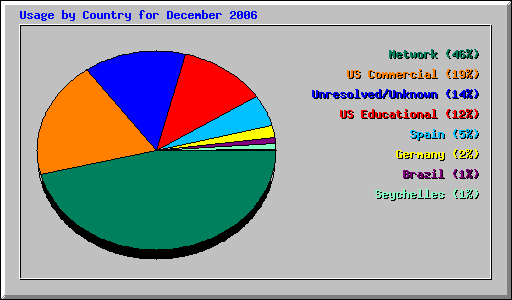 Usage by Country for December 2006
Network (46%)
US Commercial (19%)
Unresolved/Unknown (14%)
US Educational (12%)
Spain (5%)
Germany (2%)
Brazil (1%)
Seychelles (1%)